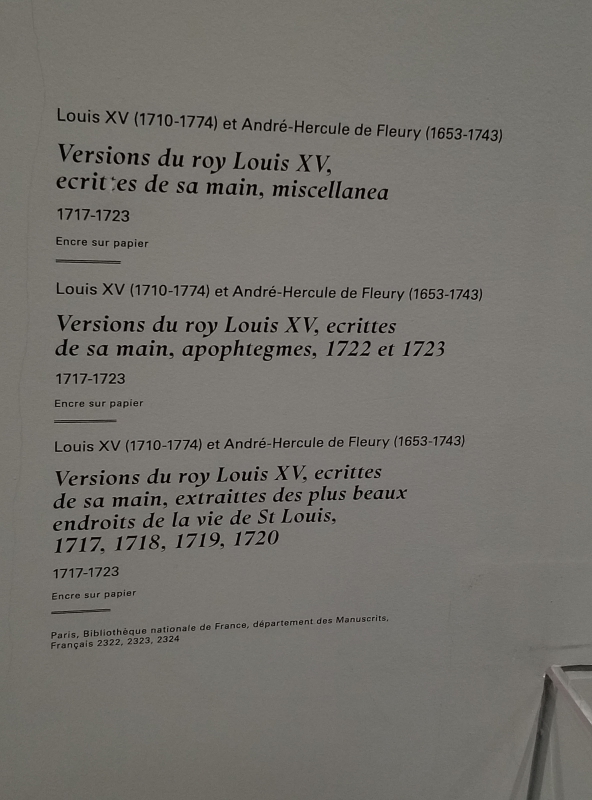 Louis XV (1710-1774) et André-Hercule de Fleury (1653-1743)
Versions du roy Louis XV,
ecrittes de sa main, miscellanea
1717-1723
Encre sur papier
Louis XV (1710-1774) et André-Hercule de Fleury (1653-1743)
Versions du roy Louis XV, ecrittes
de sa main, apophtegmes, 1722 et 1723
1717-1723
Encre sur papier
Louis XV (1710-1774) et André-Hercule de Fleury (1653-1743)
Versions du roy Louis XV, ecrittes
de sa main, extraittes des plus beaux
endroits de la vie de St Louis,
1717, 1718, 1719, 1720
1717-1723
Encre sur papier
Paris, Bibliothèque nationale de France, département des Manuscrits,
Français 2322, 2323, 2324